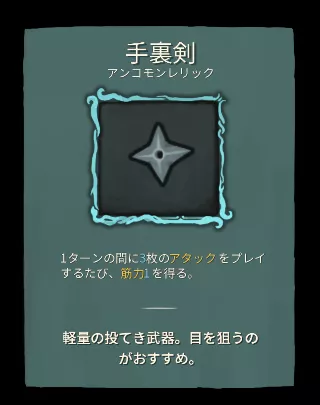 手裏剣
アンコモンレリック
1ターンの間に3枚のアタックをプレイ
するたび、筋力1を得る。
軽量の投てき武器。目を狙うの
がおすすめ。